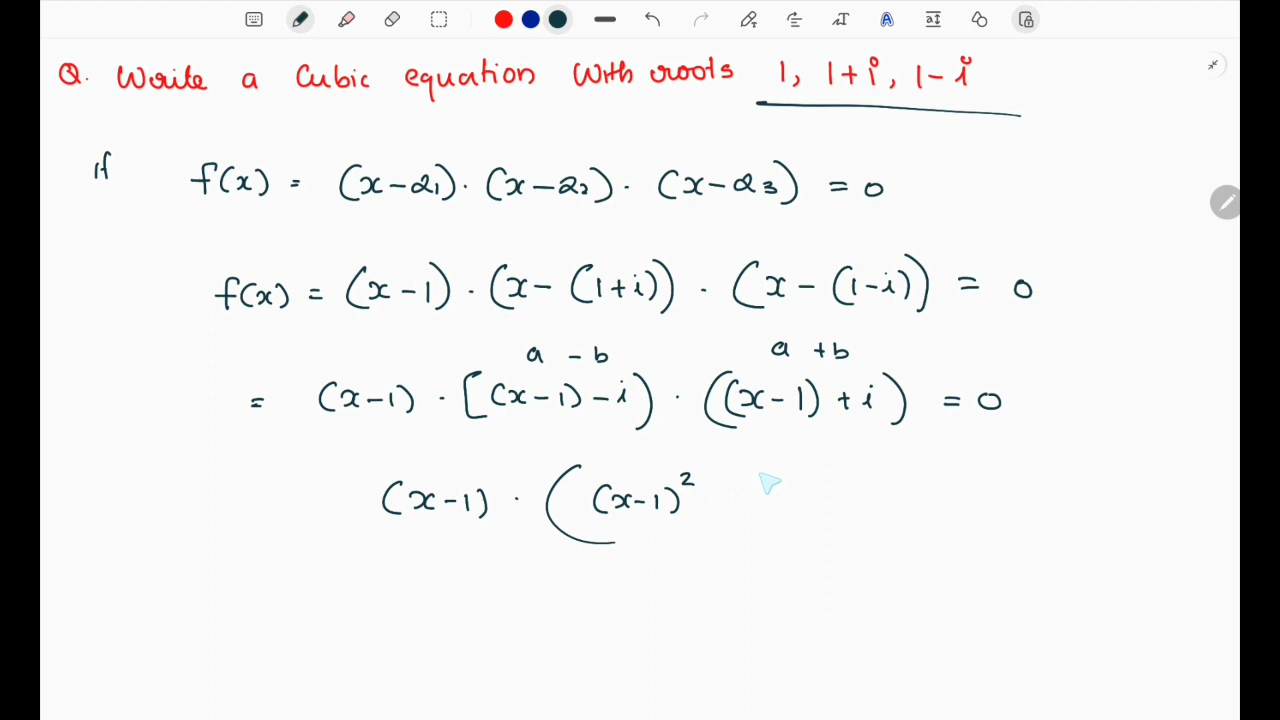 Q. Write a Cubic equation With roots 1, 1+i, 1-i
if f(x) = (x-α₁)·(x-α₂)·(x-α₃) = 0
f(x) = (x-1)·(x-(1+i))·(x-(1-i)) = 0
a - b a + b
= (x-1)·[(x-1)-i)·((x-1)+i) = 0
(x-1)·((x-1)²